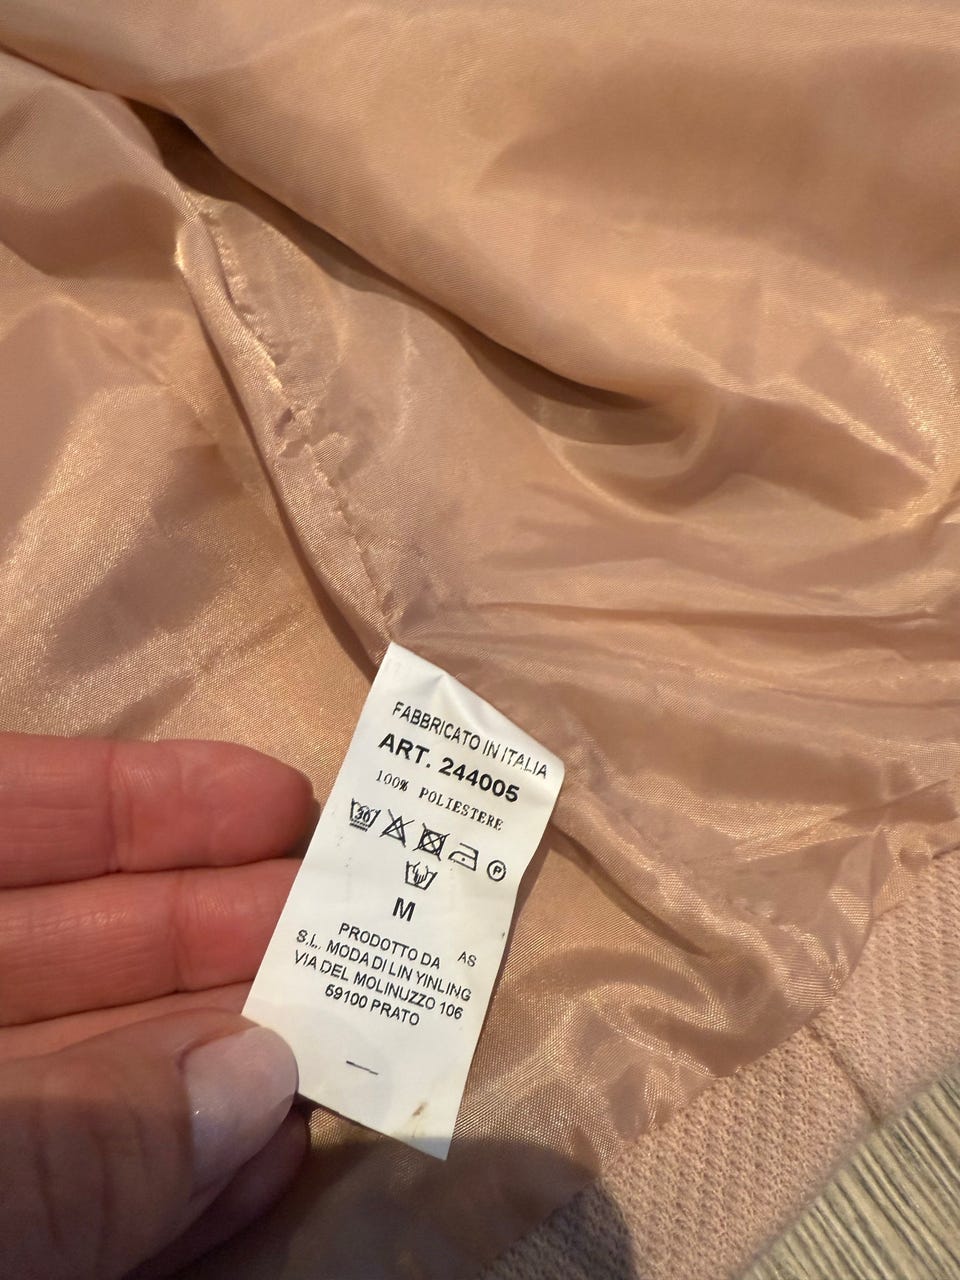 FABBRICATO IN ITALIA
ART. 244005
100% POLIESTERE
30
P
M
PRODOTTO DA AS
S.L. MODA DI LIN YINLING
VIA DEL MOLINUZZO 106
59100 PRATO